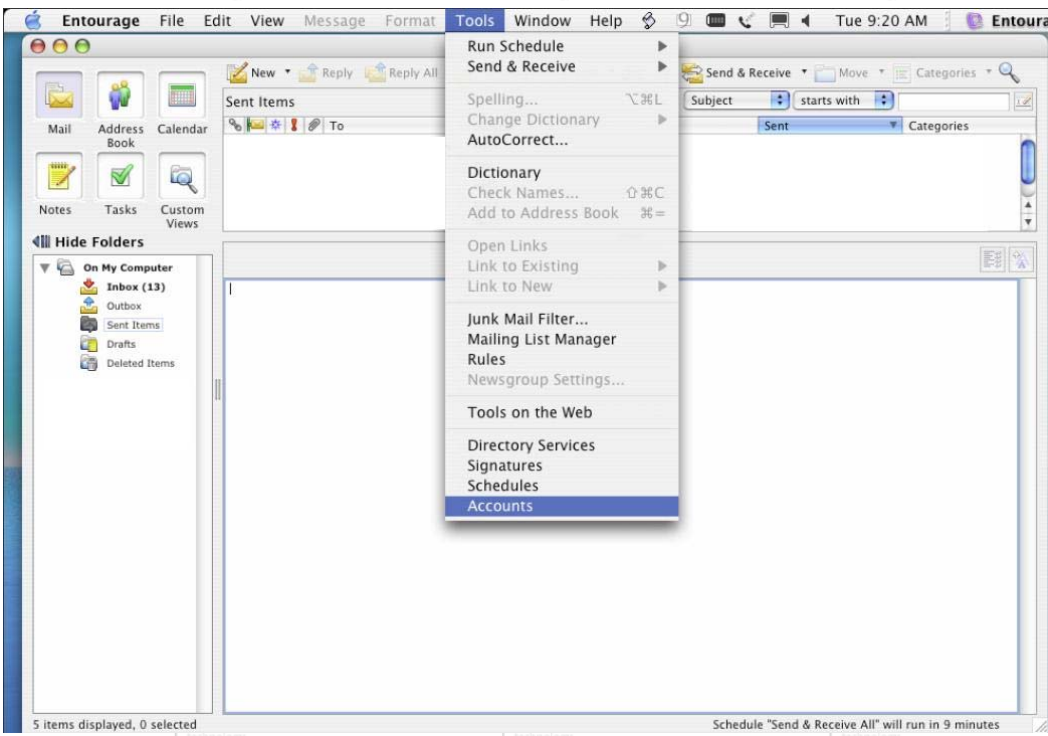 Entourage File Edit View Message Format Tools Window Help Tue 9:20 AM Entoura
New Reply Reply All Send & Receive Move Categories
Mail Address Book Calendar
Notes Tasks Custom Views
Hide Folders
On My Computer
Inbox (13)
Outbox
Sent Items
Drafts
Deleted Items
Sent Items
Subject starts with
To Sent Categories
Run Schedule
Send & Receive
Spelling... ⌥⌘L
Change Dictionary
AutoCorrect...
Dictionary
Check Names... ⇧⌘C
Add to Address Book ⌘=
Open Links
Link to Existing
Link to New
Junk Mail Filter...
Mailing List Manager
Rules
Newsgroup Settings...
Tools on the Web
Directory Services
Signatures
Schedules
Accounts
5 items displayed, 0 selected
Schedule "Send & Receive All" will run in 9 minutes